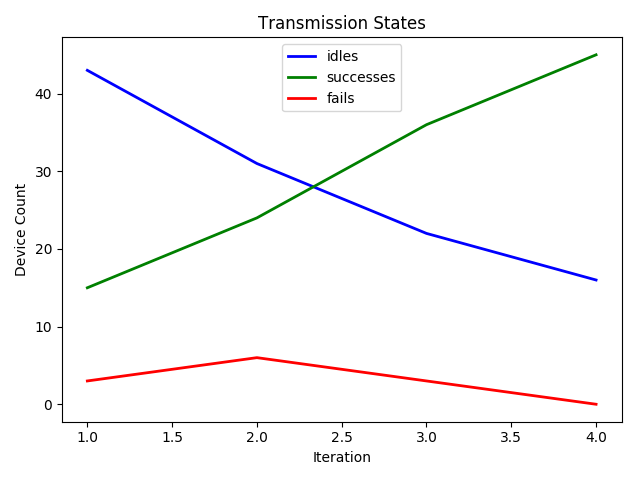 Transmission States
idles
successes
fails
Device Count
40
30
20
10
0
1.0 1.5 2.0 2.5 3.0 3.5 4.0
Iteration